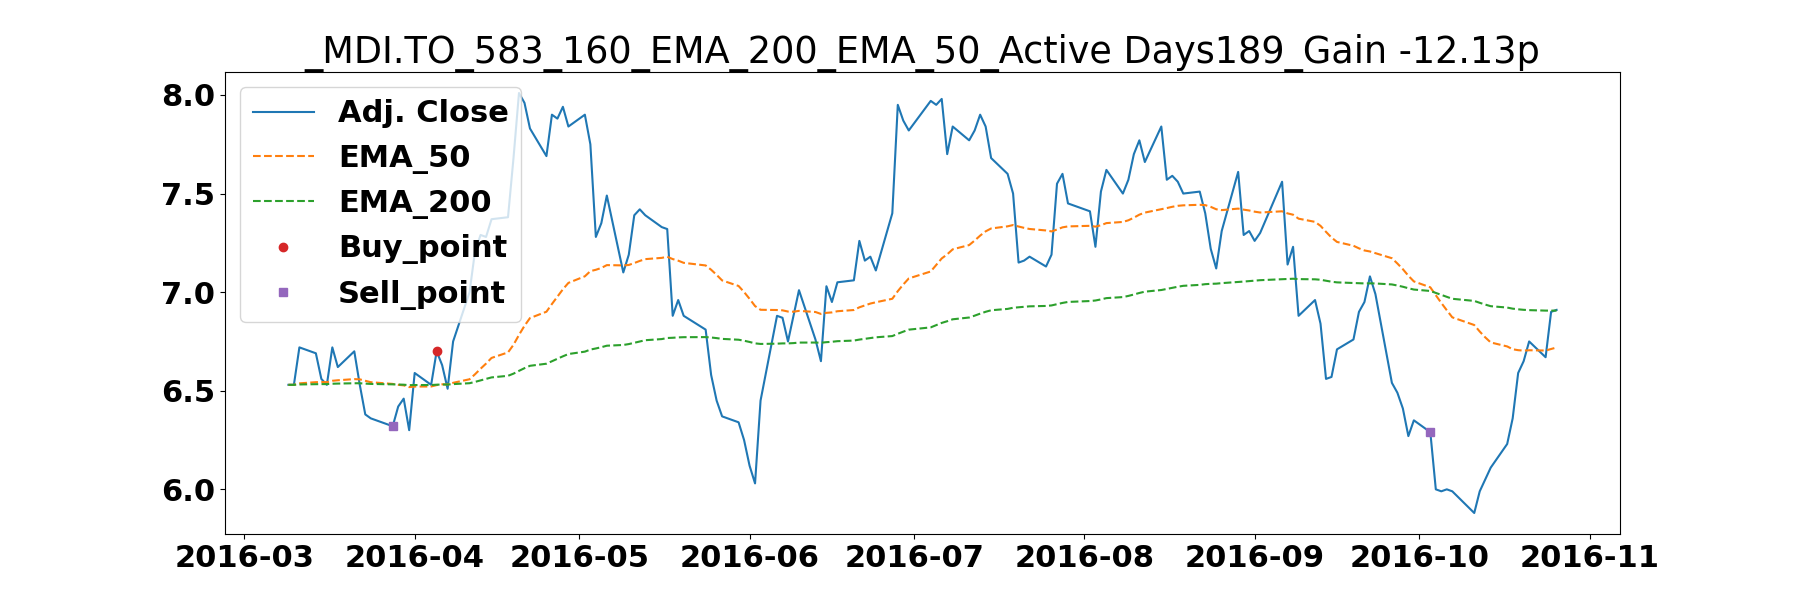 _MDI.TO_583_160_EMA_200_EMA_50_Active Days189_Gain -12.13p
8.0
7.5
7.0
6.5
6.0
Adj. Close
EMA_50
EMA_200
Buy_point
Sell_point
2016-03 2016-04 2016-05 2016-06 2016-07 2016-08 2016-09 2016-10 2016-11